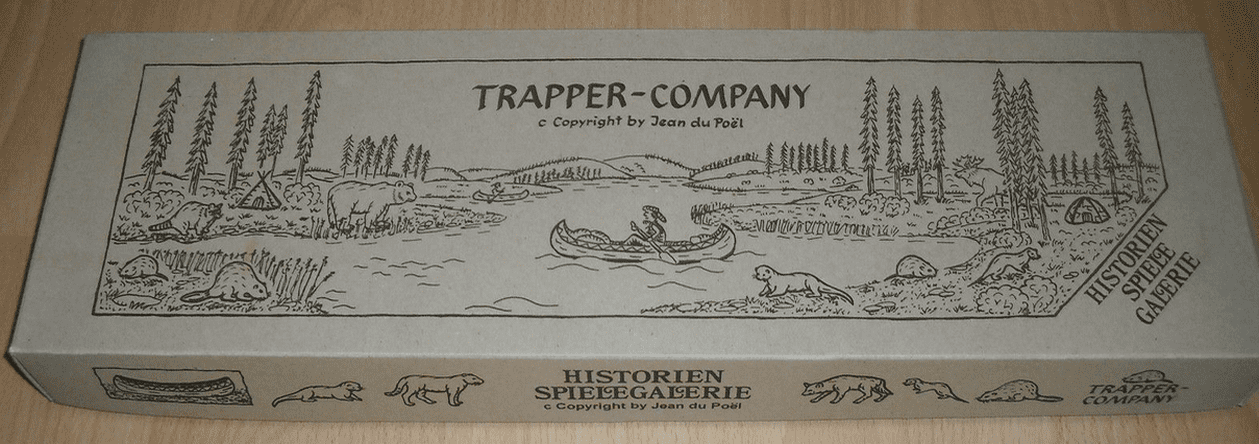 TRAPPER-COMPANY
c Copyright by Jean du Poël
HISTORIEN
SPIELE
GALERIE
HISTORIEN
SPIELEGALERIE
c Copyright by Jean du Poël
TRAPPER-
COMPANY